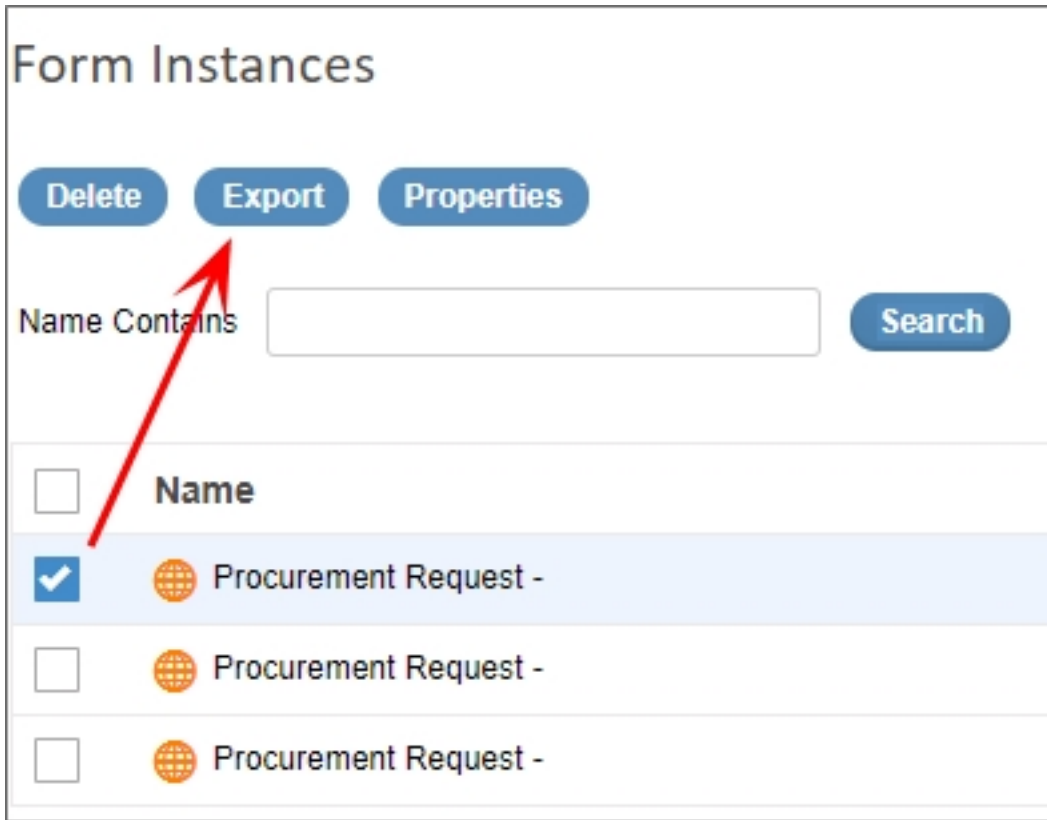 Form Instances
Delete Export Properties
Name Contains Search
Name
Procurement Request -
Procurement Request -
Procurement Request -